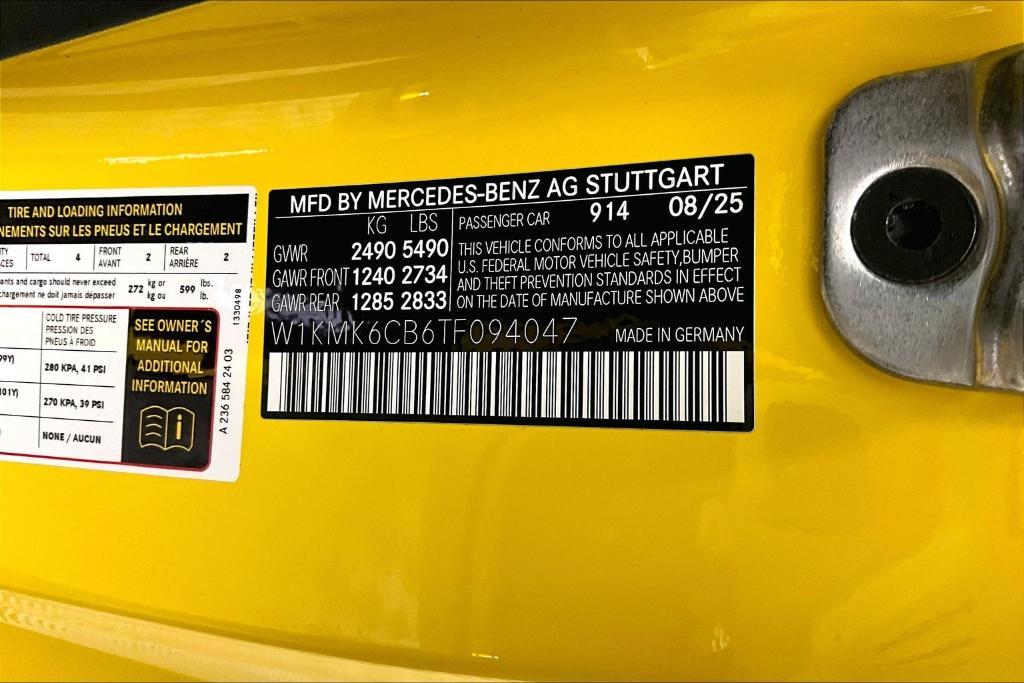 TIRE AND LOADING INFORMATION
NEMENTS SUR LES PNEUS ET LE CHARGEMENT
TOTAL 4 FRONT AVANT 2 REAR ARRIÈRE 2
ants and cargo should never exceed
chargement ne doit jamais dépasser
272 kg or kg ou 599 lbs. lb.
COLD TIRE PRESSURE
PRESSION DES
PNEUS À FROID
99Y) 280 KPA, 41 PSI
101Y) 270 KPA, 39 PSI
NONE / AUCUN
SEE OWNER´S
MANUAL FOR
ADDITIONAL
INFORMATION
1330498
A 236 584 24 03
MFD BY MERCEDES-BENZ AG STUTTGART
KG LBS
GVWR 2490 5490
GAWR FRONT 1240 2734
GAWR REAR 1285 2833
PASSENGER CAR 914 08/25
THIS VEHICLE CONFORMS TO ALL APPLICABLE
U.S. FEDERAL MOTOR VEHICLE SAFETY,BUMPER
AND THEFT PREVENTION STANDARDS IN EFFECT
ON THE DATE OF MANUFACTURE SHOWN ABOVE
W1KMK6CB6TF094047
MADE IN GERMANY